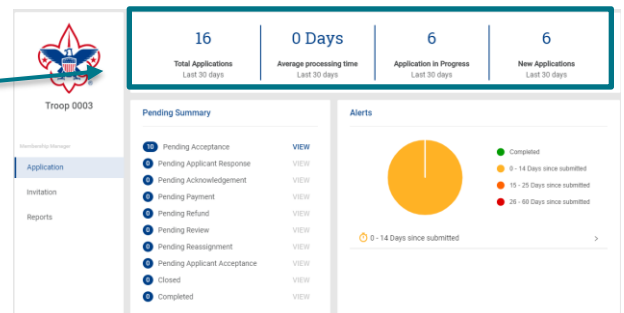 16
Total Applications
Last 30 days
0 Days
Average processing time
Last 30 days
6
Application in Progress
Last 30 days
6
New Applications
Last 30 days
Troop 0003
Membership Manager
Application
Invitation
Reports
Pending Summary
10 Pending Acceptance VIEW
0 Pending Applicant Response VIEW
0 Pending Acknowledgement VIEW
0 Pending Payment VIEW
0 Pending Refund VIEW
0 Pending Review VIEW
0 Pending Reassignment VIEW
0 Pending Applicant Acceptance VIEW
0 Closed VIEW
0 Completed VIEW
Alerts
Completed
0 - 14 Days since submitted
15 - 25 Days since submitted
26 - 60 Days since submitted
0 - 14 Days since submitted >